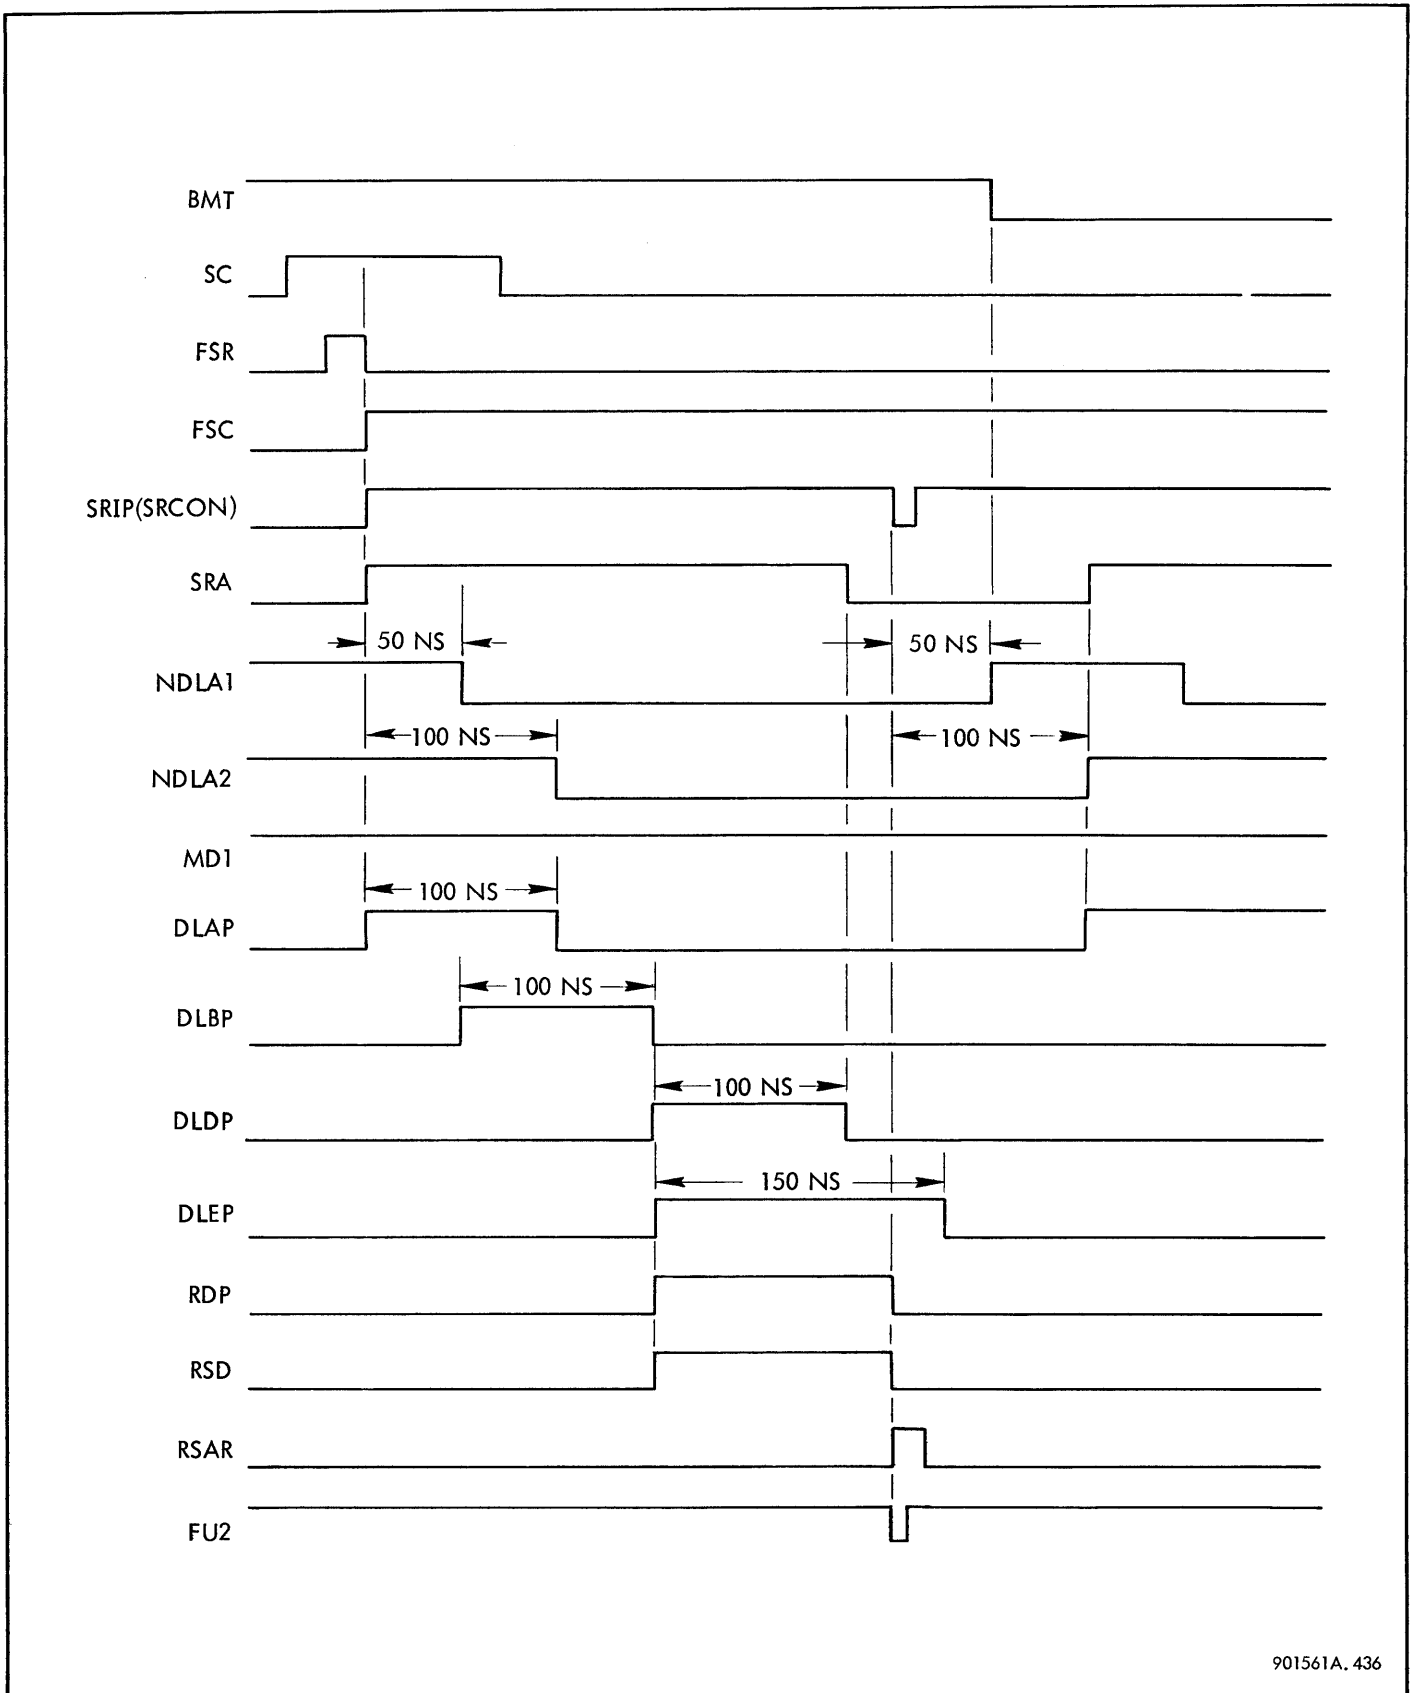 BMT
SC
FSR
FSC
SRIP(SRCON)
SRA
50 NS
50 NS
NDLA1
100 NS
100 NS
NDLA2
MD1
100 NS
DLAP
100 NS
DLBP
100 NS
DLDP
150 NS
DLEP
RDP
RSD
RSAR
FU2
901561A. 436